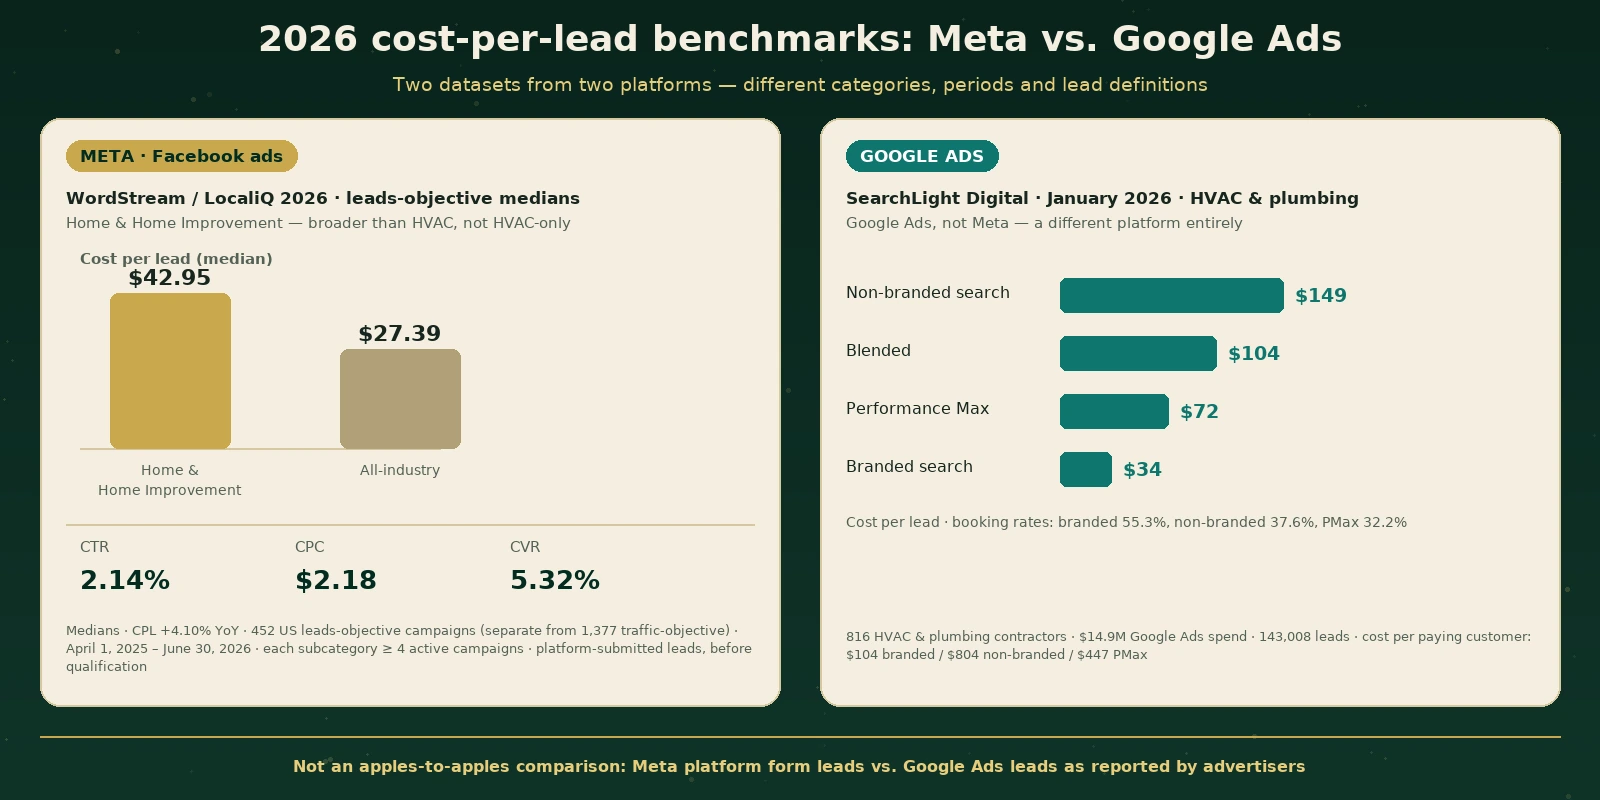 2026 cost-per-lead benchmarks: Meta vs. Google Ads
Two datasets from two platforms — different categories, periods and lead definitions
META · Facebook ads
WordStream / LocaliQ 2026 · leads-objective medians
Home & Home Improvement — broader than HVAC, not HVAC-only
Cost per lead (median)
$42.95
$27.39
Home &
Home Improvement
All-industry
CTR
CPC
CVR
2.14%
$2.18
5.32%
Medians · CPL +4.10% YoY · 452 US leads-objective campaigns (separate from 1,377 traffic-objective) ·
April 1, 2025 – June 30, 2026 · each subcategory ≥ 4 active campaigns · platform-submitted leads, before
qualification
GOOGLE ADS
SearchLight Digital · January 2026 · HVAC & plumbing
Google Ads, not Meta — a different platform entirely
Non-branded search
$149
Blended
$104
Performance Max
$72
Branded search
$34
Cost per lead · booking rates: branded 55.3%, non-branded 37.6%, PMax 32.2%
816 HVAC & plumbing contractors · $14.9M Google Ads spend · 143,008 leads · cost per paying customer:
$104 branded / $804 non-branded / $447 PMax
Not an apples-to-apples comparison: Meta platform form leads vs. Google Ads leads as reported by advertisers